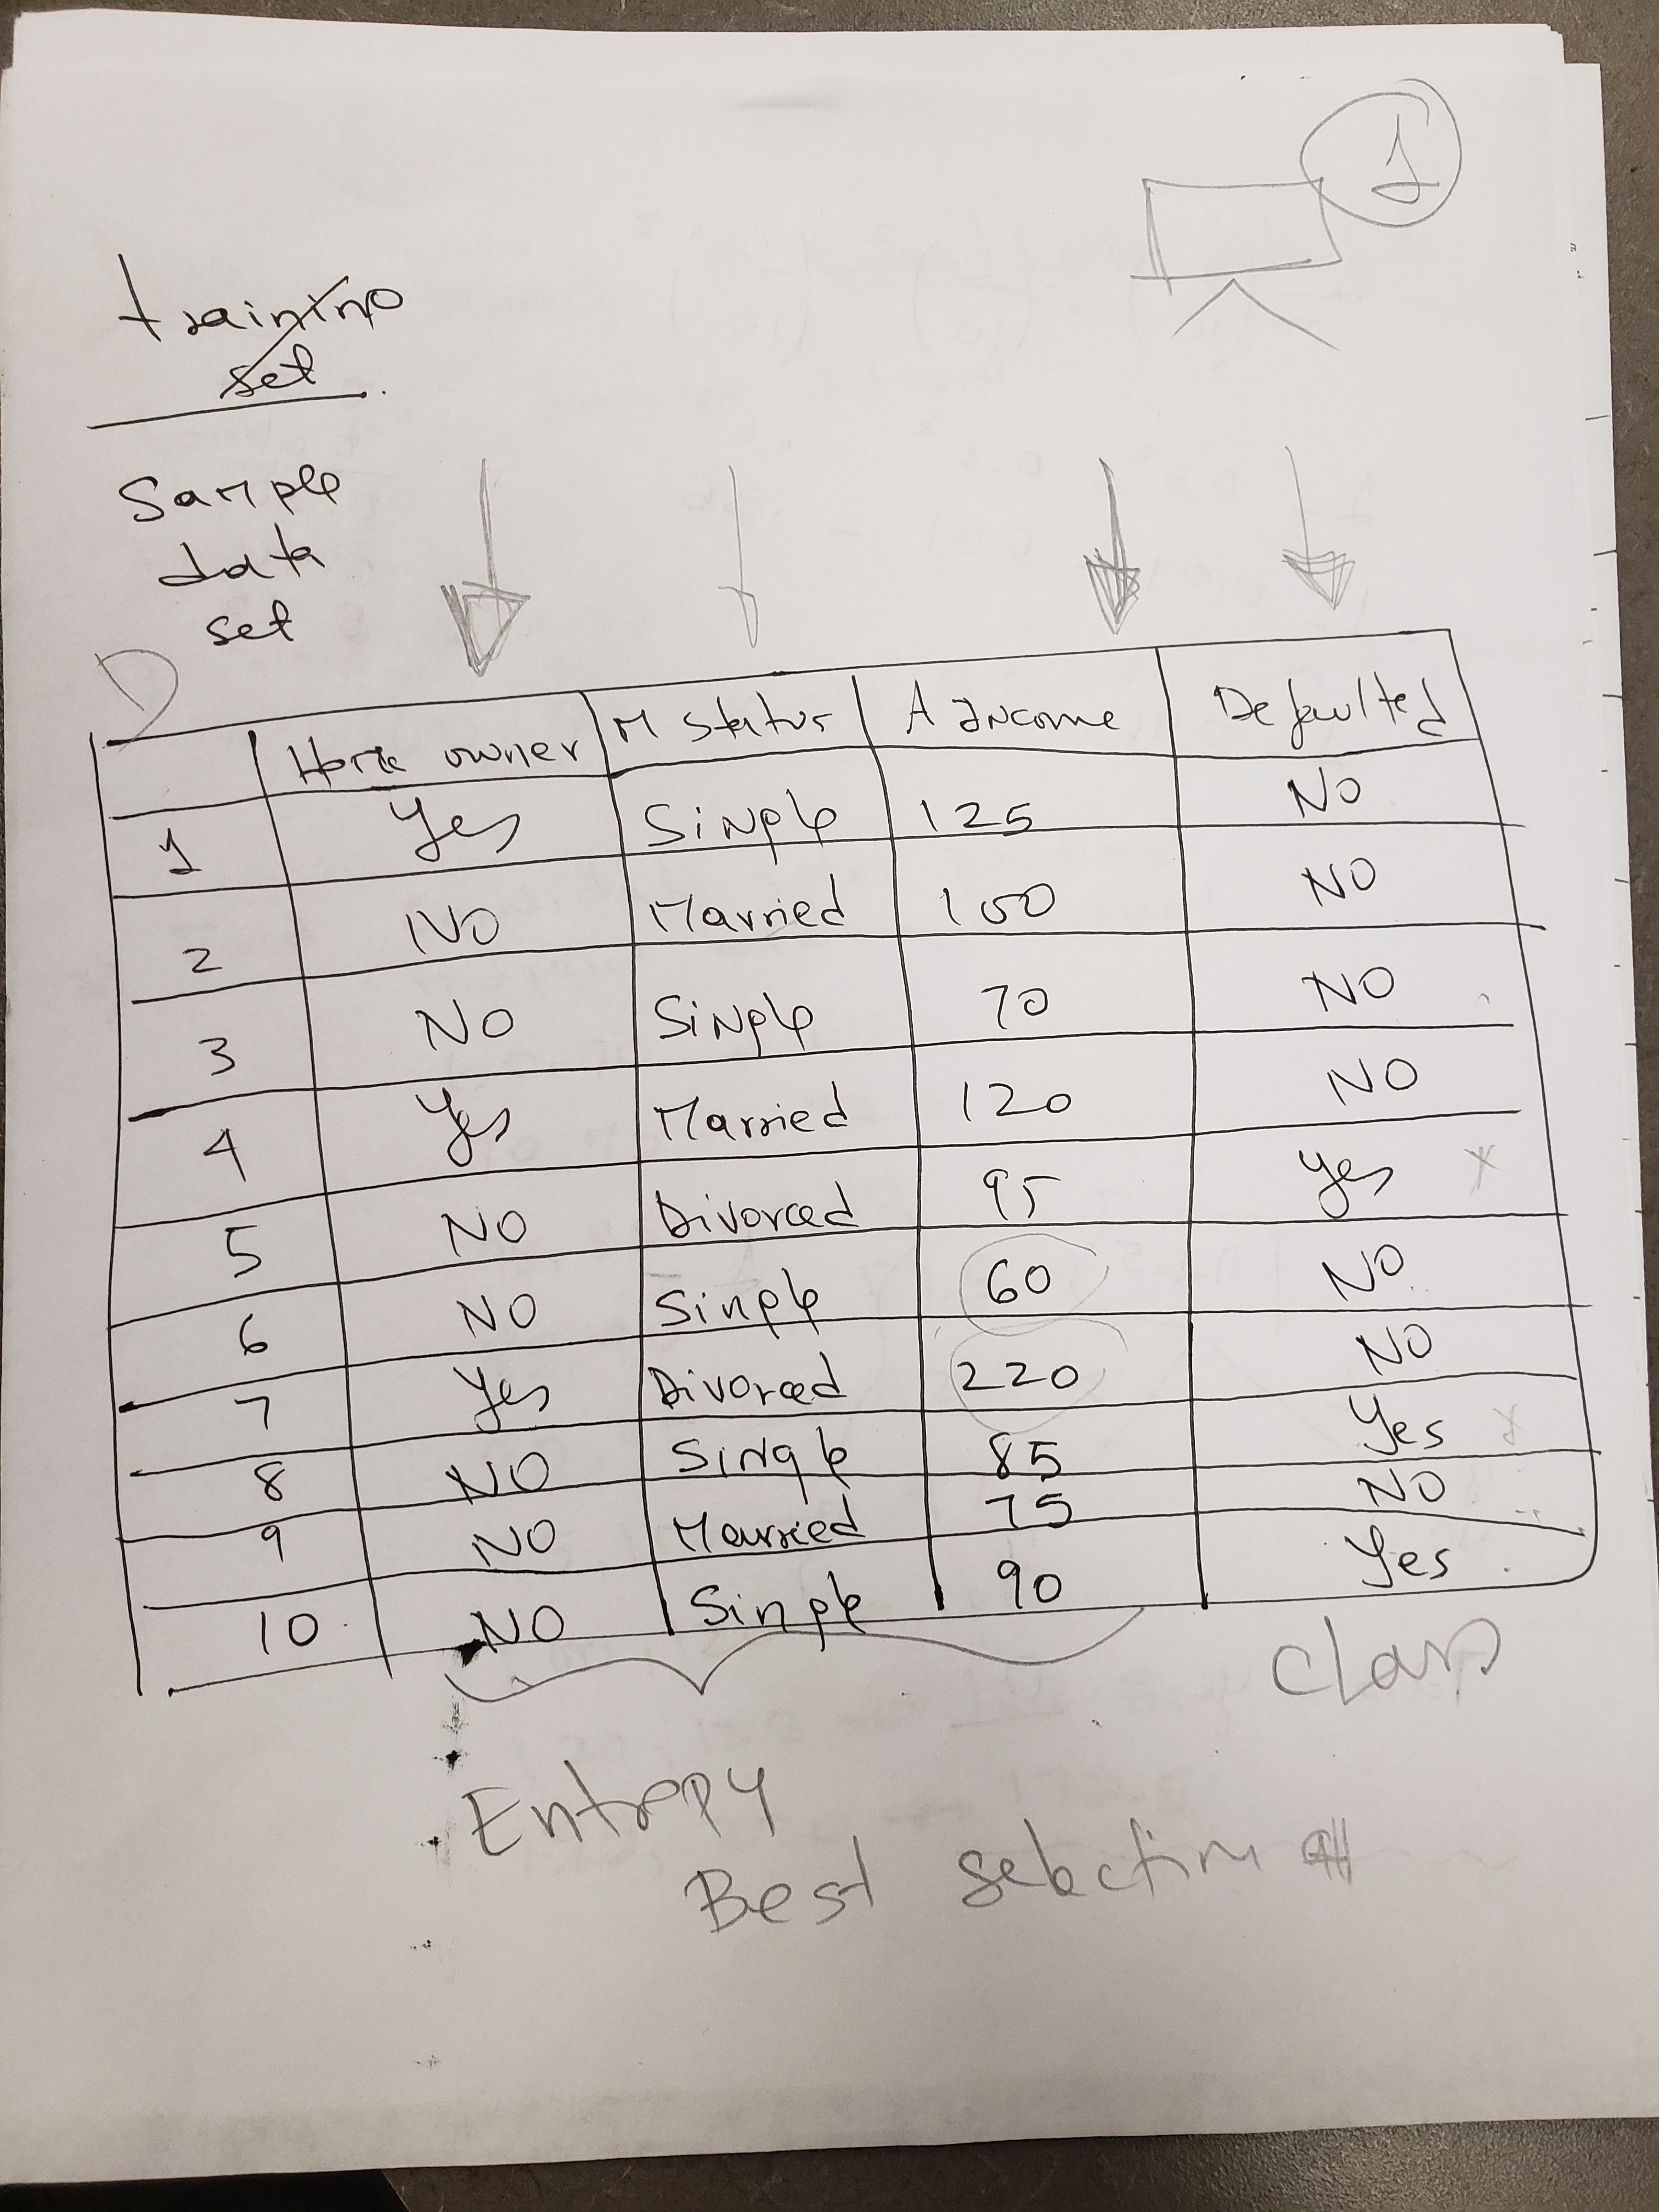 1
training
set
Sample
data
set
D
Home owner M Status A Income Defaulted
1 Yes Single 125 NO
2 NO Married 100 NO
3 NO Single 70 NO
4 Yes Married 120 NO
5 NO Divorced 95 Yes x
6 NO Single 60 NO
7 Yes Divorced 220 NO
8 NO Single 85 Yes x
9 NO Married 75 NO
10 NO Single 90 Yes
Class
Entropy
Best selection